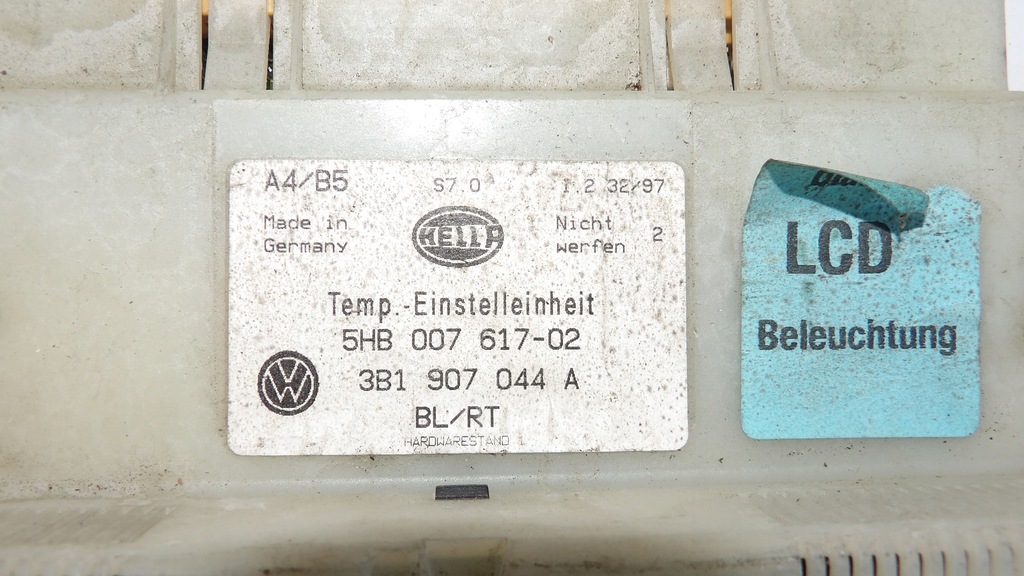 A4/B5 S7.0 1.2 32/97
Made in
Germany
HELLA
Nicht
werfen 2
Temp.-Einstelleinheit
5HB 007 617-02
VW
3B1 907 044 A
BL/RT
HARDWARESTAND
LCD
Beleuchtung